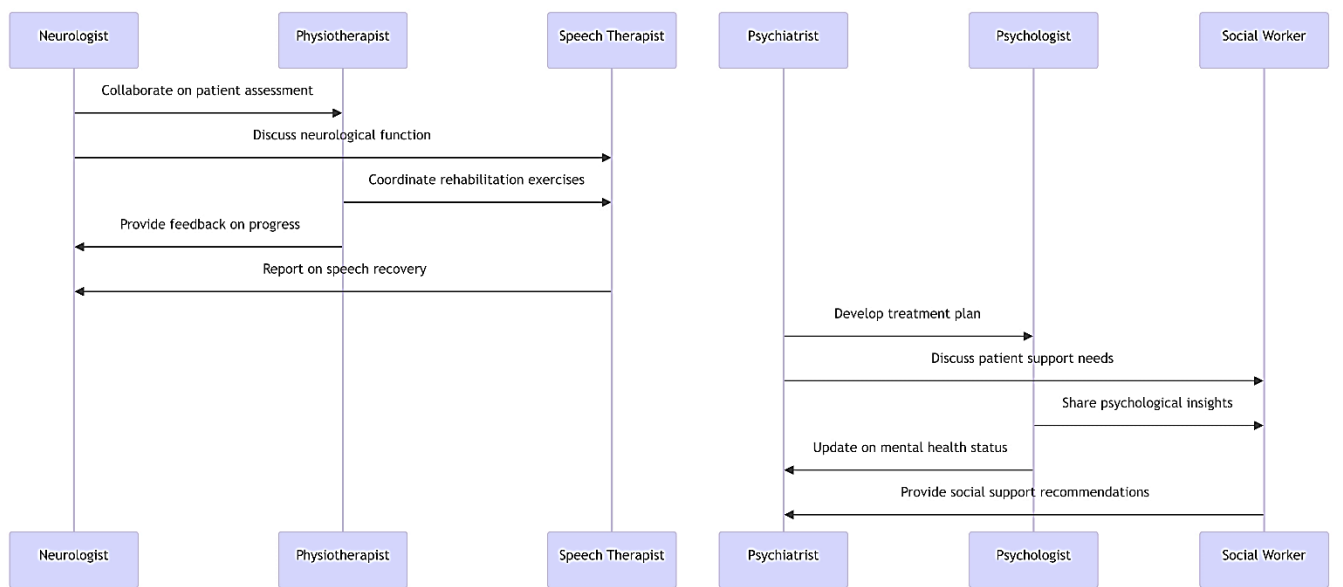 Neurologist
Physiotherapist
Speech Therapist
Psychiatrist
Psychologist
Social Worker
Collaborate on patient assessment
Discuss neurological function
Coordinate rehabilitation exercises
Provide feedback on progress
Report on speech recovery
Develop treatment plan
Discuss patient support needs
Share psychological insights
Update on mental health status
Provide social support recommendations
Neurologist
Physiotherapist
Speech Therapist
Psychiatrist
Psychologist
Social Worker